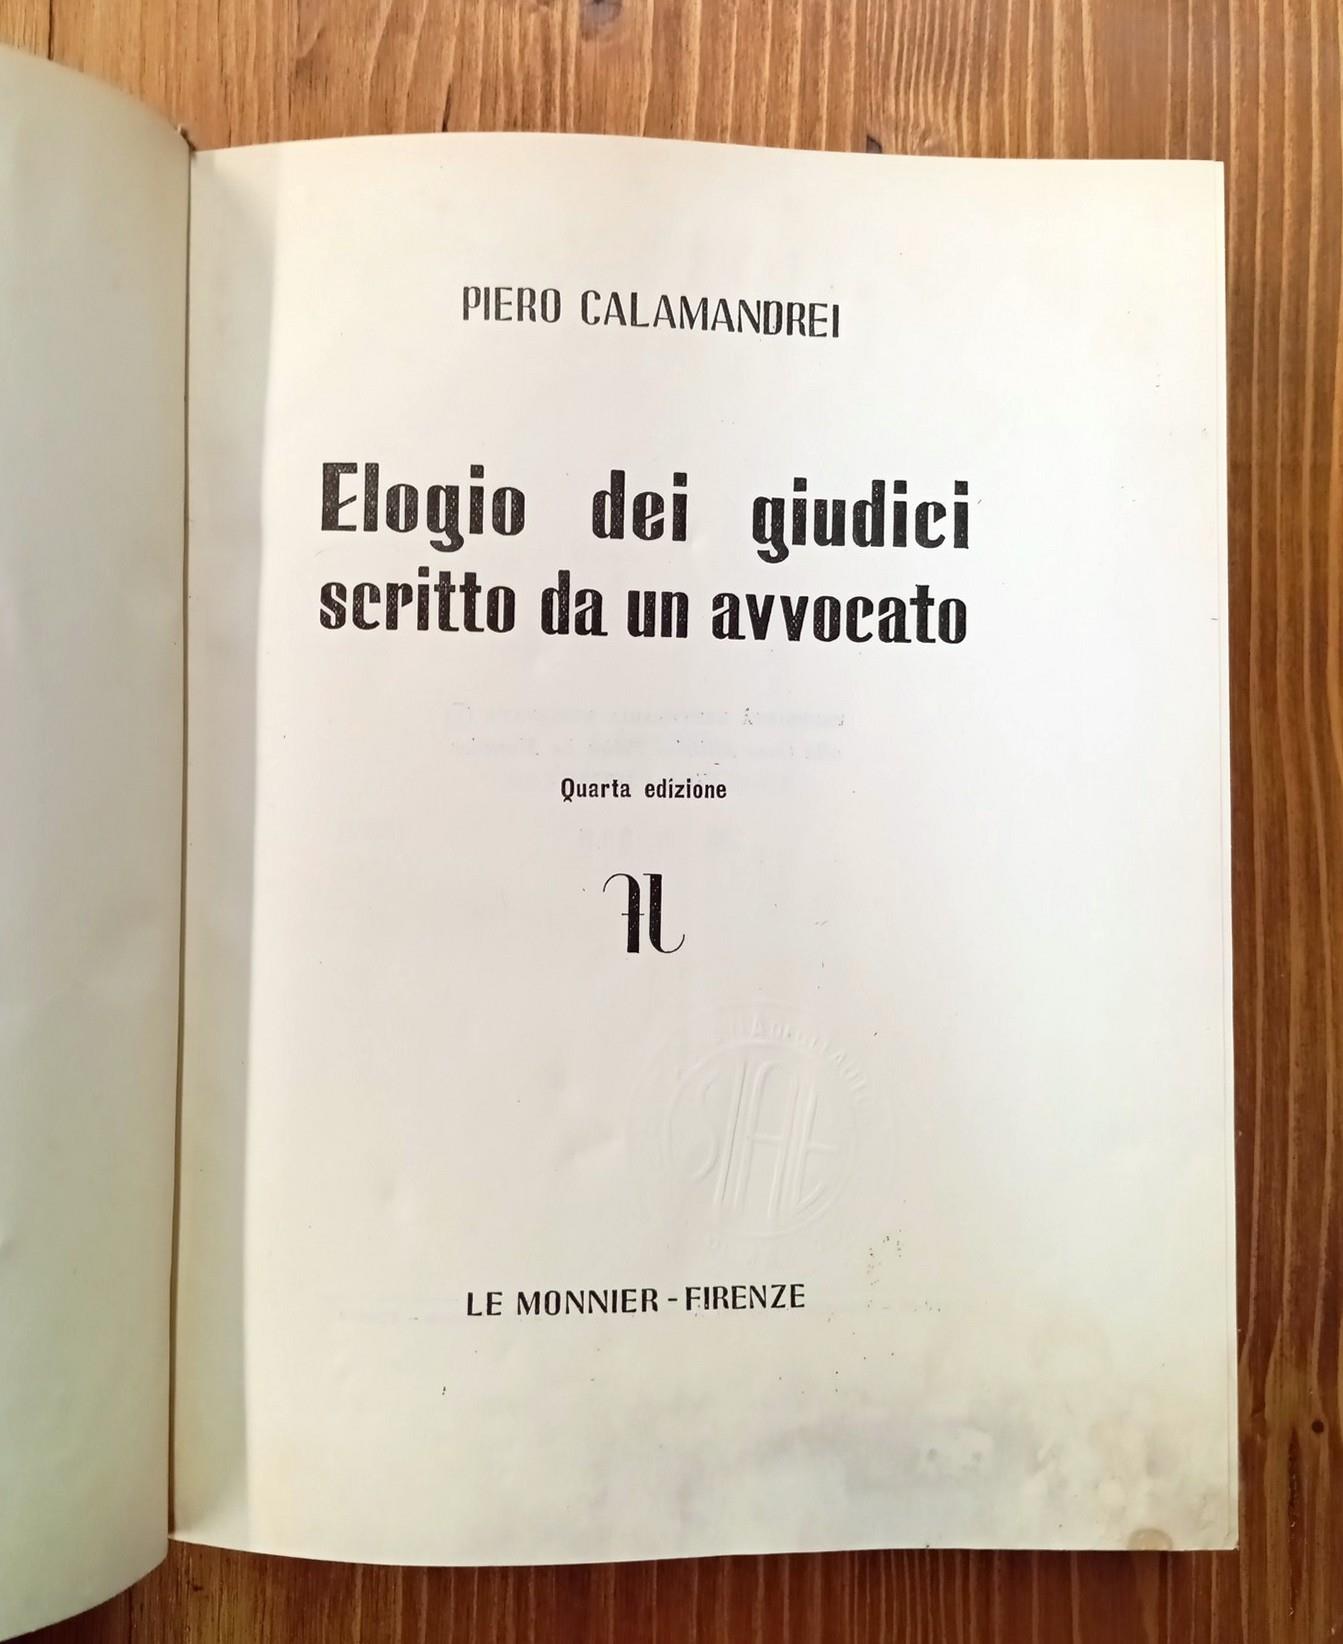 PIERO CALAMANDREI
Elogio dei giudici
scritto da un avvocato
Quarta edizione
LE MONNIER - FIRENZE